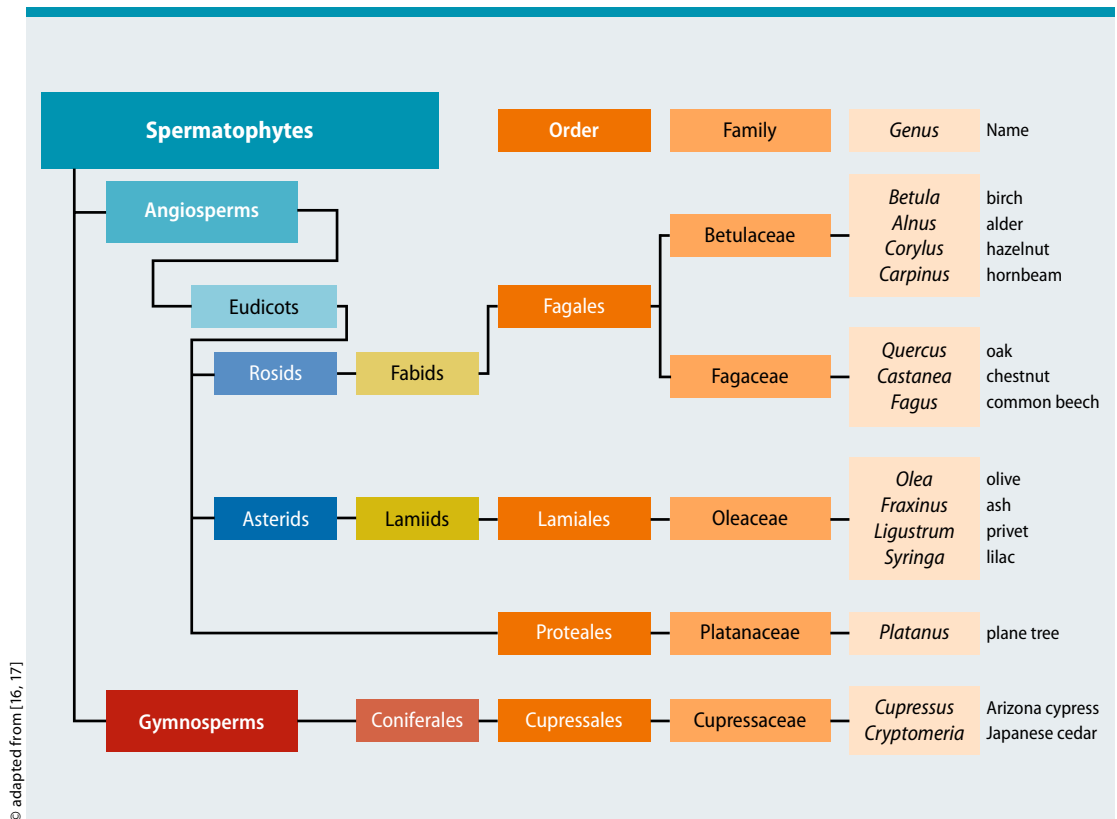 Spermatophytes
Order
Family
Genus
Name
Angiosperms
Eudicots
Rosids
Fabids
Fagales
Betulaceae
Betula
Alnus
Corylus
Carpinus
birch
alder
hazelnut
hornbeam
Fagaceae
Quercus
Castanea
Fagus
oak
chestnut
common beech
Asterids
Lamiids
Lamiales
Oleaceae
Olea
Fraxinus
Ligustrum
Syringa
olive
ash
privet
lilac
Proteales
Platanaceae
Platanus
plane tree
Gymnosperms
Coniferales
Cupressales
Cupressaceae
Cupressus
Cryptomeria
Arizona cypress
Japanese cedar
© adapted from [16, 17]